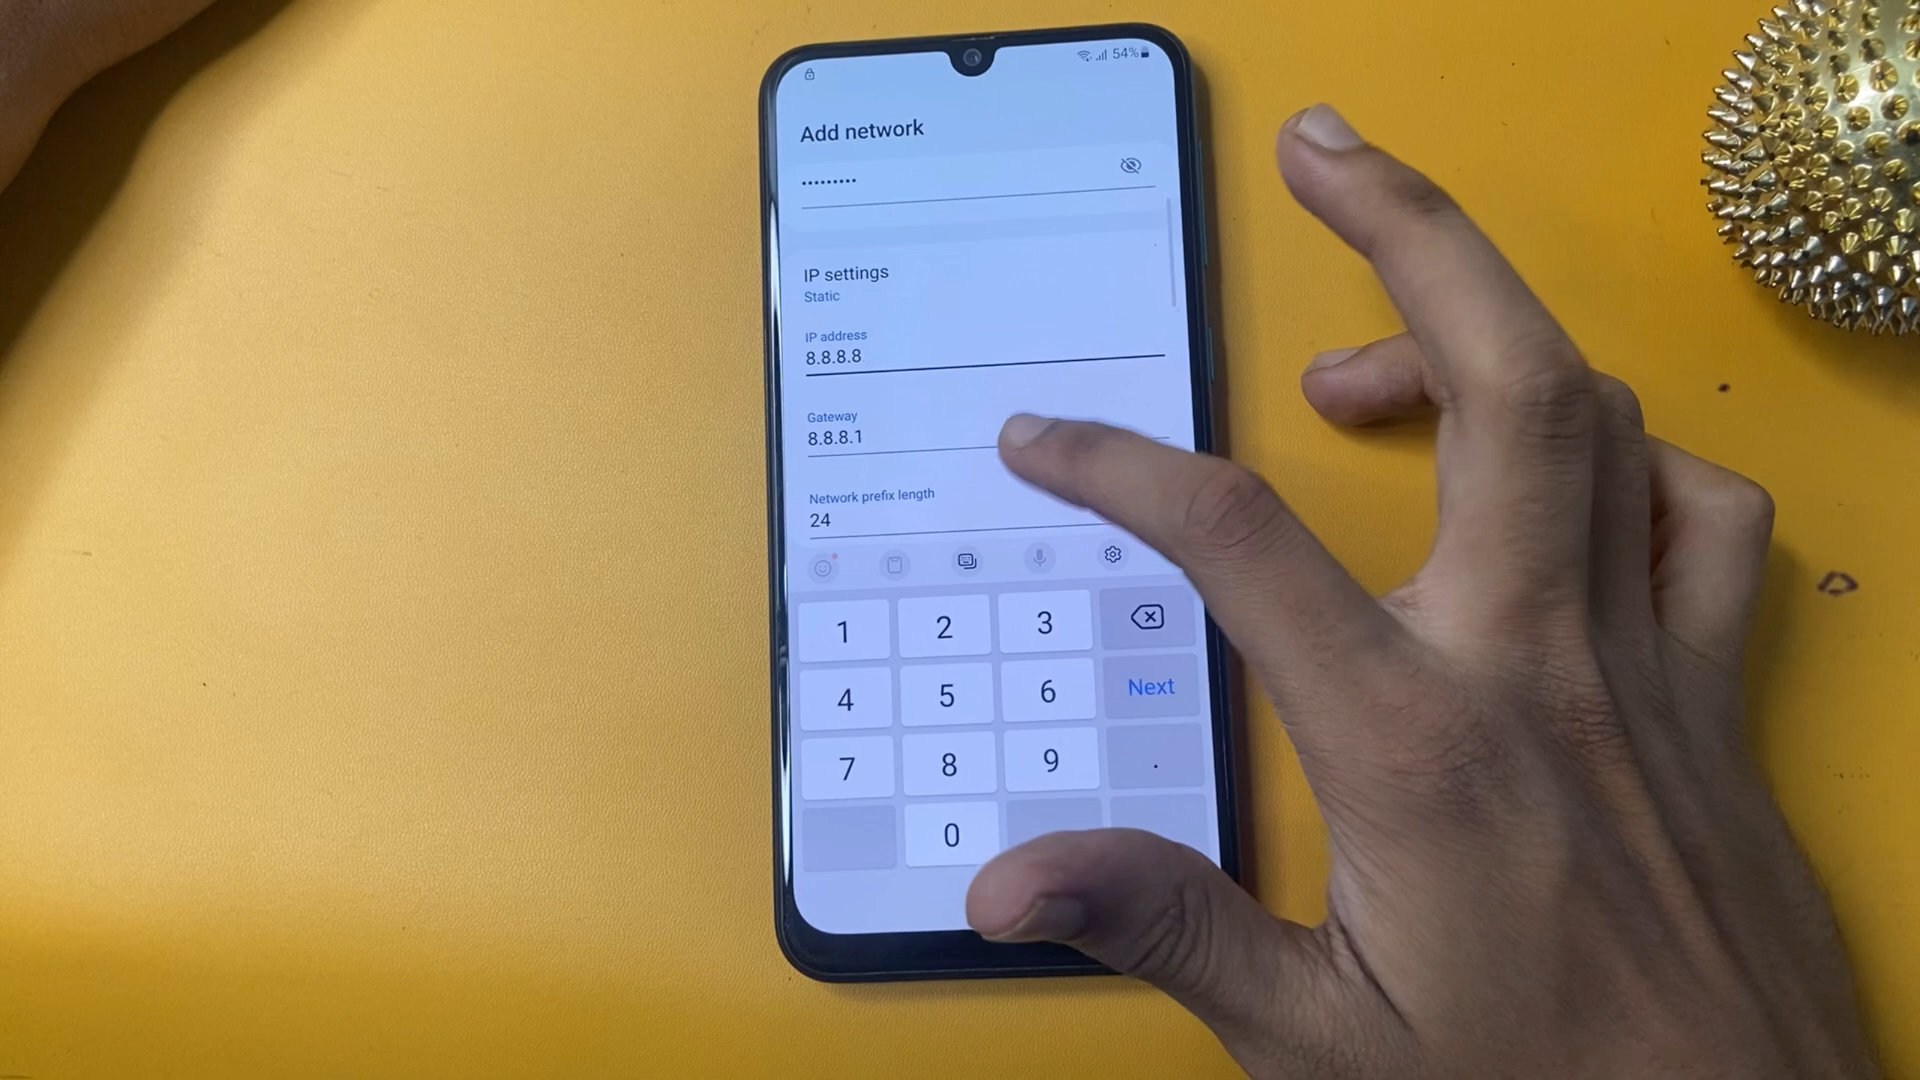 54%
Add network
•••••••••
IP settings
Static
IP address
8.8.8.8
Gateway
8.8.8.1
Network prefix length
24
1 2 3
4 5 6 Next
7 8 9 .
0